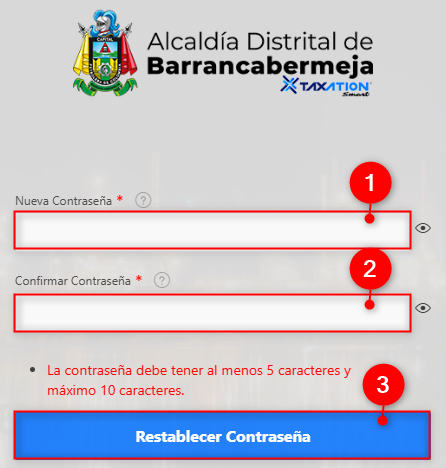 Alcaldía Distrital de
Barrancabermeja
TAXATION
Smart
Nueva Contraseña * ?
1
Confirmar Contraseña * ?
2
• La contraseña debe tener al menos 5 caracteres y
máximo 10 caracteres.
3
Restablecer Contraseña